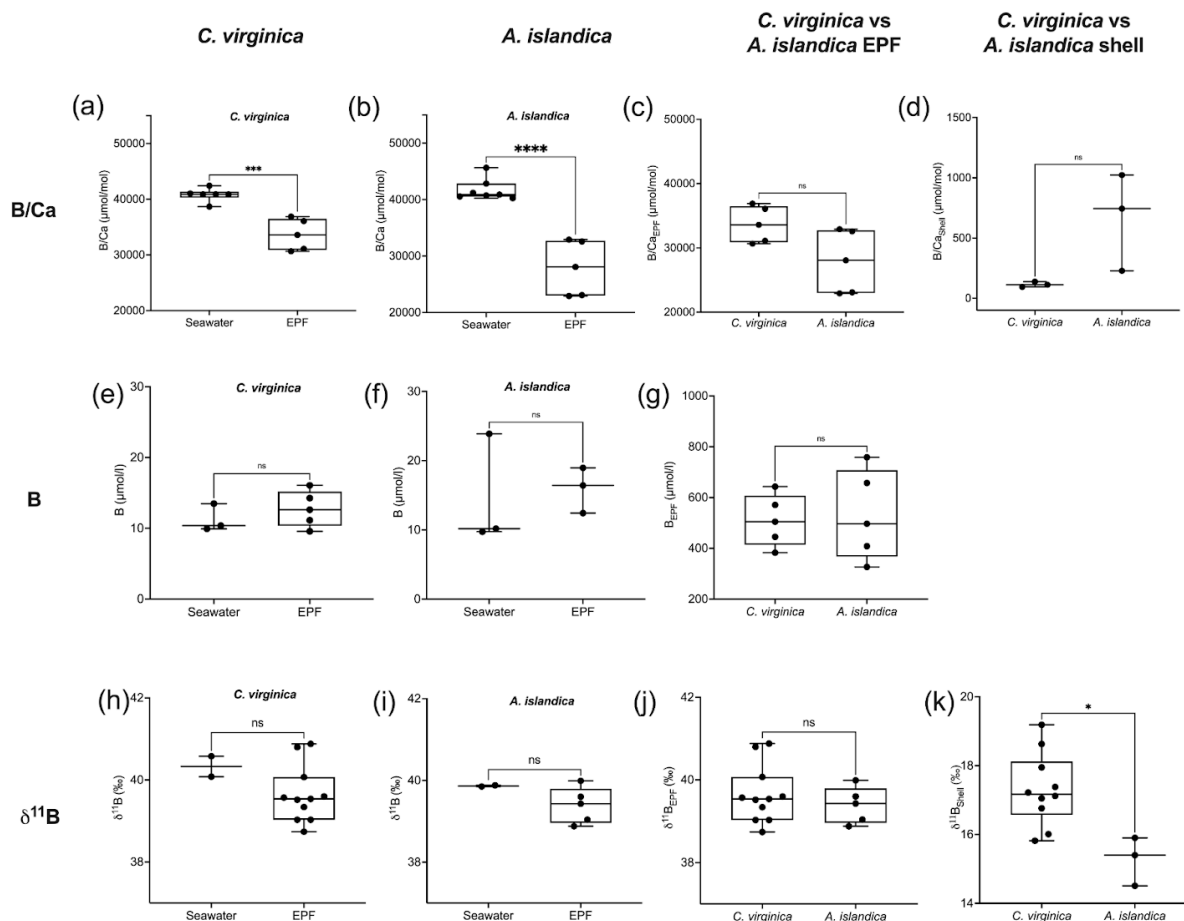 C. virginica
A. islandica
C. virginica vs
A. islandica EPF
C. virginica vs
A. islandica shell
B/Ca
(a)
C. virginica
B/Ca (μmol/mol)
50000
40000
30000
20000
***
Seawater
EPF
(b)
A. islandica
B/Ca (μmol/mol)
50000
40000
30000
20000
****
Seawater
EPF
(c)
B/CaEPF (μmol/mol)
50000
40000
30000
20000
ns
C. virginica
A. islandica
(d)
B/CaShell (μmol/mol)
1500
1000
500
0
ns
C. virginica
A. islandica
B
(e)
C. virginica
B (μmol/l)
30
20
10
0
ns
Seawater
EPF
(f)
A. islandica
B (μmol/l)
30
20
10
0
ns
Seawater
EPF
(g)
BEPF (μmol/l)
1000
800
600
400
200
ns
C. virginica
A. islandica
δ11B
(h)
C. virginica
δ11B (‰)
42
40
38
ns
Seawater
EPF
(i)
A. islandica
δ11B (‰)
42
40
38
ns
Seawater
EPF
(j)
δ11BEPF (‰)
42
40
38
ns
C. virginica
A. islandica
(k)
δ11BShell (‰)
20
18
16
14
*
C. virginica
A. islandica